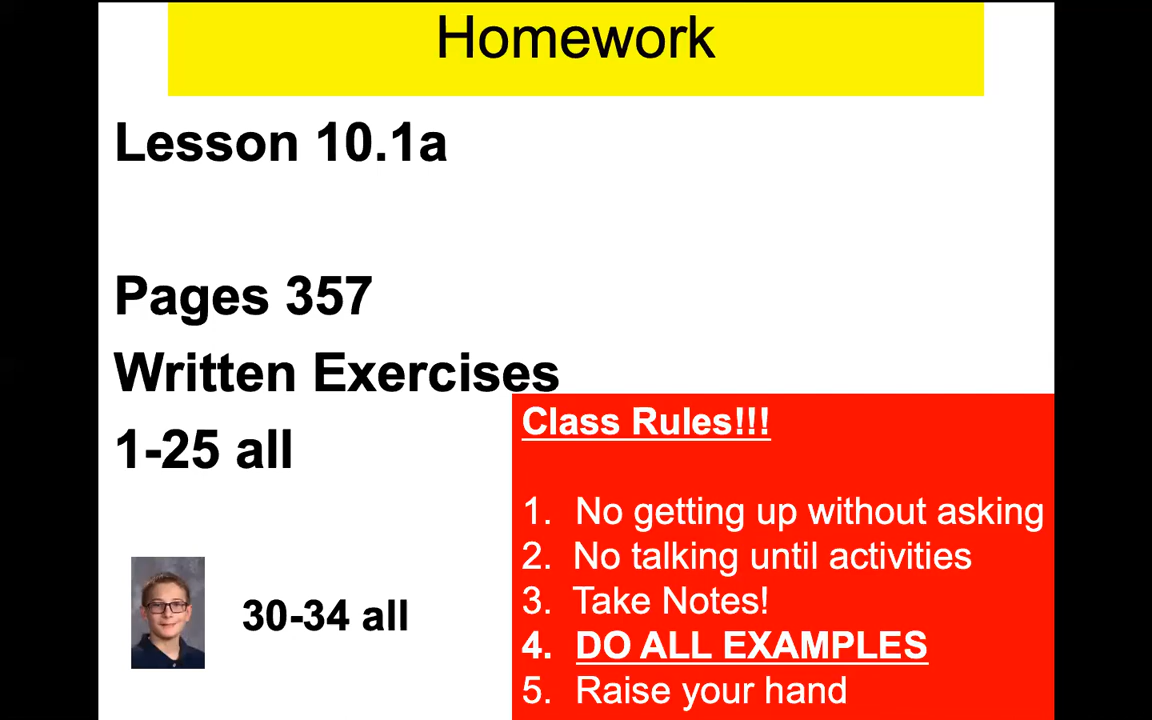 Homework
Lesson 10.1a
Pages 357
Written Exercises
1-25 all
30-34 all
Class Rules!!!
1. No getting up without asking
2. No talking until activities
3. Take Notes!
4. DO ALL EXAMPLES
5. Raise your hand